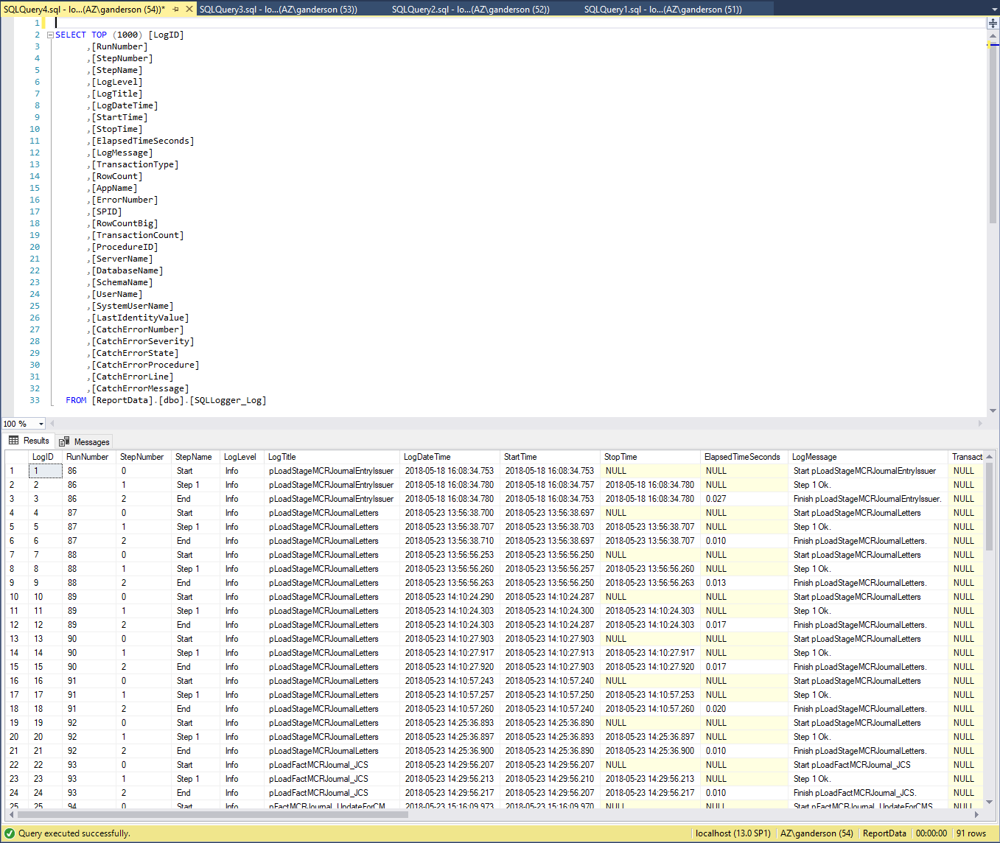 SQLQuery4.sql - lo...(AZ\ganderson (54))* SQLQuery3.sql - lo...(AZ\ganderson (53)) SQLQuery2.sql - lo...(AZ\ganderson (52)) SQLQuery1.sql - lo...(AZ\ganderson (51))
1
2 SELECT TOP (1000) [LogID]
3 ,[RunNumber]
4 ,[StepNumber]
5 ,[StepName]
6 ,[LogLevel]
7 ,[LogTitle]
8 ,[LogDateTime]
9 ,[StartTime]
10 ,[StopTime]
11 ,[ElapsedTimeSeconds]
12 ,[LogMessage]
13 ,[TransactionType]
14 ,[RowCount]
15 ,[AppName]
16 ,[ErrorNumber]
17 ,[SPID]
18 ,[RowCountBig]
19 ,[TransactionCount]
20 ,[ProcedureID]
21 ,[ServerName]
22 ,[DatabaseName]
23 ,[SchemaName]
24 ,[UserName]
25 ,[SystemUserName]
26 ,[LastIdentityValue]
27 ,[CatchErrorNumber]
28 ,[CatchErrorSeverity]
29 ,[CatchErrorState]
30 ,[CatchErrorProcedure]
31 ,[CatchErrorLine]
32 ,[CatchErrorMessage]
33 FROM [ReportData].[dbo].[SQLLogger_Log]
100 %
Results Messages
LogID RunNumber StepNumber StepName LogLevel LogTitle LogDateTime StartTime StopTime ElapsedTimeSeconds LogMessage Transact
1 1 86 0 Start Info pLoadStageMCRJournalEntryIssuer 2018-05-18 16:08:34.753 2018-05-18 16:08:34.753 NULL NULL Start pLoadStageMCRJournalEntryIssuer NULL
2 2 86 1 Step 1 Info pLoadStageMCRJournalEntryIssuer 2018-05-18 16:08:34.780 2018-05-18 16:08:34.757 2018-05-18 16:08:34.780 NULL Step 1 Ok. NULL
3 3 86 2 End Info pLoadStageMCRJournalEntryIssuer 2018-05-18 16:08:34.780 2018-05-18 16:08:34.753 2018-05-18 16:08:34.780 0.027 Finish pLoadStageMCRJournalEntryIssuer. NULL
4 4 87 0 Start Info pLoadStageMCRJournalLetters 2018-05-23 13:56:38.700 2018-05-23 13:56:38.697 NULL NULL Start pLoadStageMCRJournalLetters NULL
5 5 87 1 Step 1 Info pLoadStageMCRJournalLetters 2018-05-23 13:56:38.707 2018-05-23 13:56:38.703 2018-05-23 13:56:38.707 NULL Step 1 Ok. NULL
6 6 87 2 End Info pLoadStageMCRJournalLetters 2018-05-23 13:56:38.710 2018-05-23 13:56:38.697 2018-05-23 13:56:38.707 0.010 Finish pLoadStageMCRJournalLetters. NULL
7 7 88 0 Start Info pLoadStageMCRJournalLetters 2018-05-23 13:56:56.253 2018-05-23 13:56:56.250 NULL NULL Start pLoadStageMCRJournalLetters NULL
8 8 88 1 Step 1 Info pLoadStageMCRJournalLetters 2018-05-23 13:56:56.260 2018-05-23 13:56:56.257 2018-05-23 13:56:56.260 NULL Step 1 Ok. NULL
9 9 88 2 End Info pLoadStageMCRJournalLetters 2018-05-23 13:56:56.263 2018-05-23 13:56:56.250 2018-05-23 13:56:56.263 0.013 Finish pLoadStageMCRJournalLetters. NULL
10 10 89 0 Start Info pLoadStageMCRJournalLetters 2018-05-23 14:10:24.290 2018-05-23 14:10:24.287 NULL NULL Start pLoadStageMCRJournalLetters NULL
11 11 89 1 Step 1 Info pLoadStageMCRJournalLetters 2018-05-23 14:10:24.303 2018-05-23 14:10:24.300 2018-05-23 14:10:24.303 NULL Step 1 Ok. NULL
12 12 89 2 End Info pLoadStageMCRJournalLetters 2018-05-23 14:10:24.303 2018-05-23 14:10:24.287 2018-05-23 14:10:24.303 0.017 Finish pLoadStageMCRJournalLetters. NULL
13 13 90 0 Start Info pLoadStageMCRJournalLetters 2018-05-23 14:10:27.903 2018-05-23 14:10:27.903 NULL NULL Start pLoadStageMCRJournalLetters NULL
14 14 90 1 Step 1 Info pLoadStageMCRJournalLetters 2018-05-23 14:10:27.917 2018-05-23 14:10:27.913 2018-05-23 14:10:27.917 NULL Step 1 Ok. NULL
15 15 90 2 End Info pLoadStageMCRJournalLetters 2018-05-23 14:10:27.920 2018-05-23 14:10:27.903 2018-05-23 14:10:27.920 0.017 Finish pLoadStageMCRJournalLetters. NULL
16 16 91 0 Start Info pLoadStageMCRJournalLetters 2018-05-23 14:10:57.243 2018-05-23 14:10:57.240 NULL NULL Start pLoadStageMCRJournalLetters NULL
17 17 91 1 Step 1 Info pLoadStageMCRJournalLetters 2018-05-23 14:10:57.257 2018-05-23 14:10:57.250 2018-05-23 14:10:57.253 NULL Step 1 Ok. NULL
18 18 91 2 End Info pLoadStageMCRJournalLetters 2018-05-23 14:10:57.260 2018-05-23 14:10:57.240 2018-05-23 14:10:57.260 0.020 Finish pLoadStageMCRJournalLetters. NULL
19 19 92 0 Start Info pLoadStageMCRJournalLetters 2018-05-23 14:25:36.893 2018-05-23 14:25:36.890 NULL NULL Start pLoadStageMCRJournalLetters NULL
20 20 92 1 Step 1 Info pLoadStageMCRJournalLetters 2018-05-23 14:25:36.897 2018-05-23 14:25:36.893 2018-05-23 14:25:36.897 NULL Step 1 Ok. NULL
21 21 92 2 End Info pLoadStageMCRJournalLetters 2018-05-23 14:25:36.900 2018-05-23 14:25:36.890 2018-05-23 14:25:36.900 0.010 Finish pLoadStageMCRJournalLetters. NULL
22 22 93 0 Start Info pLoadFactMCRJournal_JCS 2018-05-23 14:29:56.207 2018-05-23 14:29:56.207 NULL NULL Start pLoadFactMCRJournal_JCS NULL
23 23 93 1 Step 1 Info pLoadFactMCRJournal_JCS 2018-05-23 14:29:56.213 2018-05-23 14:29:56.210 2018-05-23 14:29:56.213 NULL Step 1 Ok. NULL
24 24 93 2 End Info pLoadFactMCRJournal_JCS 2018-05-23 14:29:56.217 2018-05-23 14:29:56.207 2018-05-23 14:29:56.217 0.010 Finish pLoadFactMCRJournal_JCS. NULL
25 25 94 0 Start Info pFactMCRJournal_UpdateForCM 2018-05-23 15:16:09.973 2018-05-23 15:16:09.970 NULL NULL Start pFactMCRJournal_UpdateForCMS NULL
Query executed successfully. localhost (13.0 SP1) AZ\ganderson (54) ReportData 00:00:00 91 rows